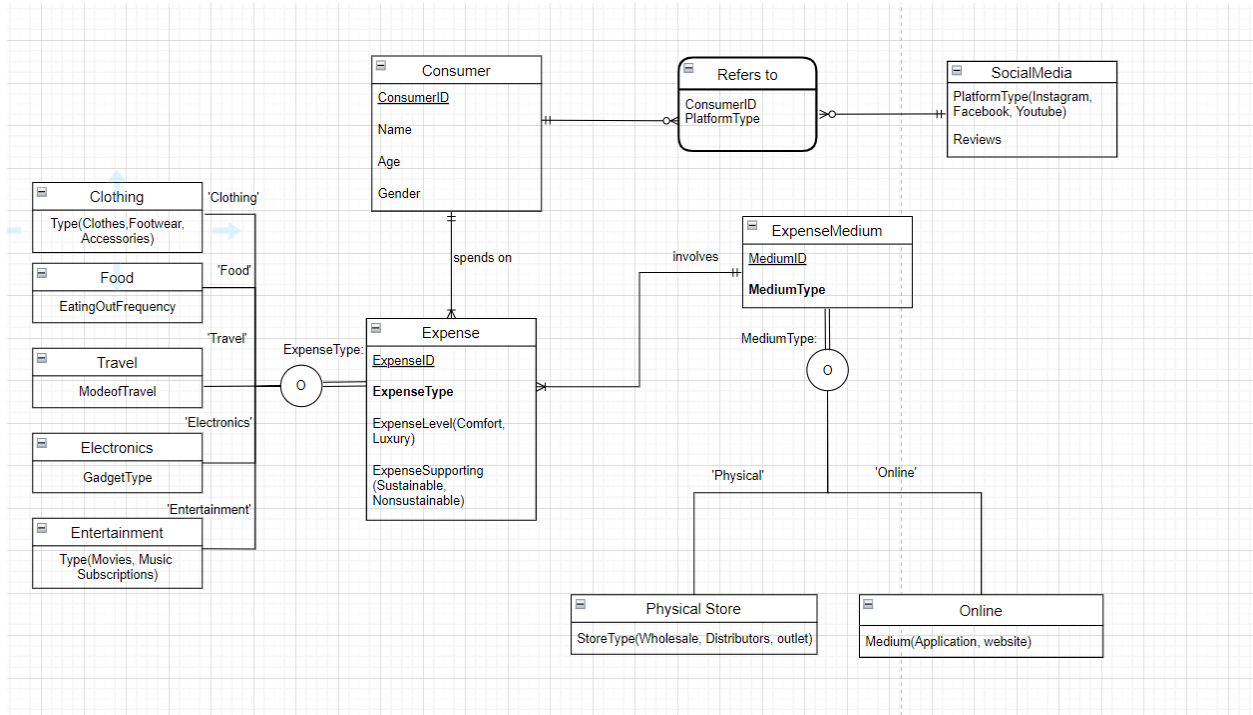 Consumer
ConsumerID
Name
Age
Gender
Refers to
ConsumerID
PlatformType
SocialMedia
PlatformType(Instagram,
Facebook, Youtube)
Reviews
Clothing
Type(Clothes,Footwear,
Accessories)
'Clothing'
Food
EatingOutFrequency
'Food'
Travel
ModeofTravel
'Travel'
Electronics
GadgetType
'Electronics'
Entertainment
Type(Movies, Music
Subscriptions)
'Entertainment'
spends on
ExpenseType:
O
Expense
ExpenseID
ExpenseType
ExpenseLevel(Comfort,
Luxury)
ExpenseSupporting
(Sustainable,
Nonsustainable)
involves
ExpenseMedium
MediumID
MediumType
MediumType:
O
'Physical'
'Online'
Physical Store
StoreType(Wholesale, Distributors, outlet)
Online
Medium(Application, website)